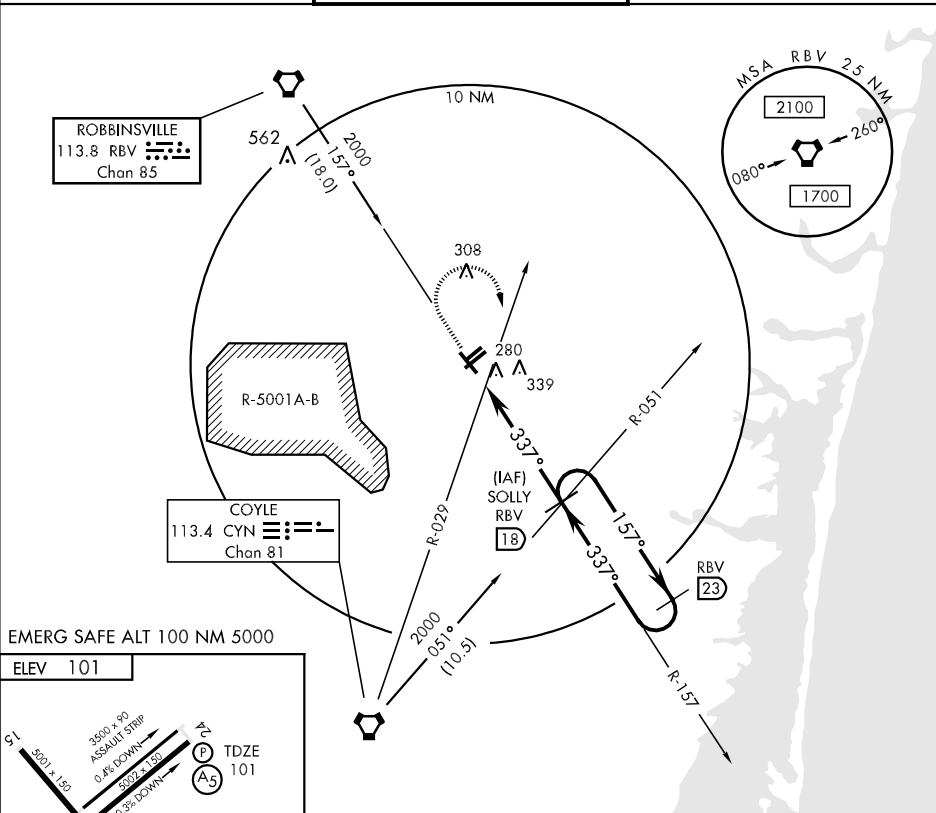 10 NM
MSA RBV 25 NM
2100
260°
080°
1700
ROBBINSVILLE
113.8 RBV
Chan 85
562
2000
157°
(18.0)
308
280
339
R-5001A-B
R-051
337°
(IAF)
SOLLY
RBV
18
157°
337°
RBV
23
COYLE
113.4 CYN
Chan 81
R-029
2000
051°
(10.5)
R-157
EMERG SAFE ALT 100 NM 5000
ELEV 101
15
5001 x 150
3500 x 90
ASSAULT STRIP
0.4% DOWN
5002 x 150
0.3% DOWN
24
P
A5
TDZE
101